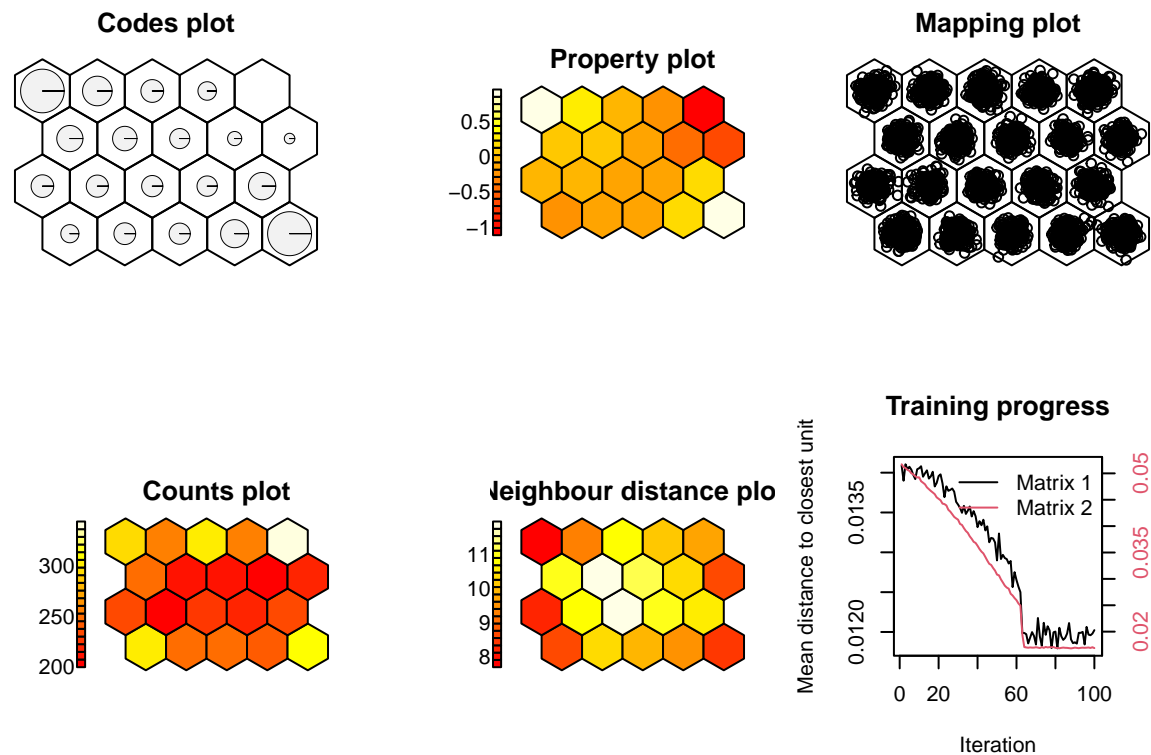 Codes plot
Property plot
0.5
0
−0.5
−1
Mapping plot
Counts plot
300
250
200
Neighbour distance plo
11
10
9
8
Training progress
Mean distance to closest unit
0.0135
0.0120
Matrix 1
Matrix 2
0.05
0.035
0.02
0 20 60 100
Iteration